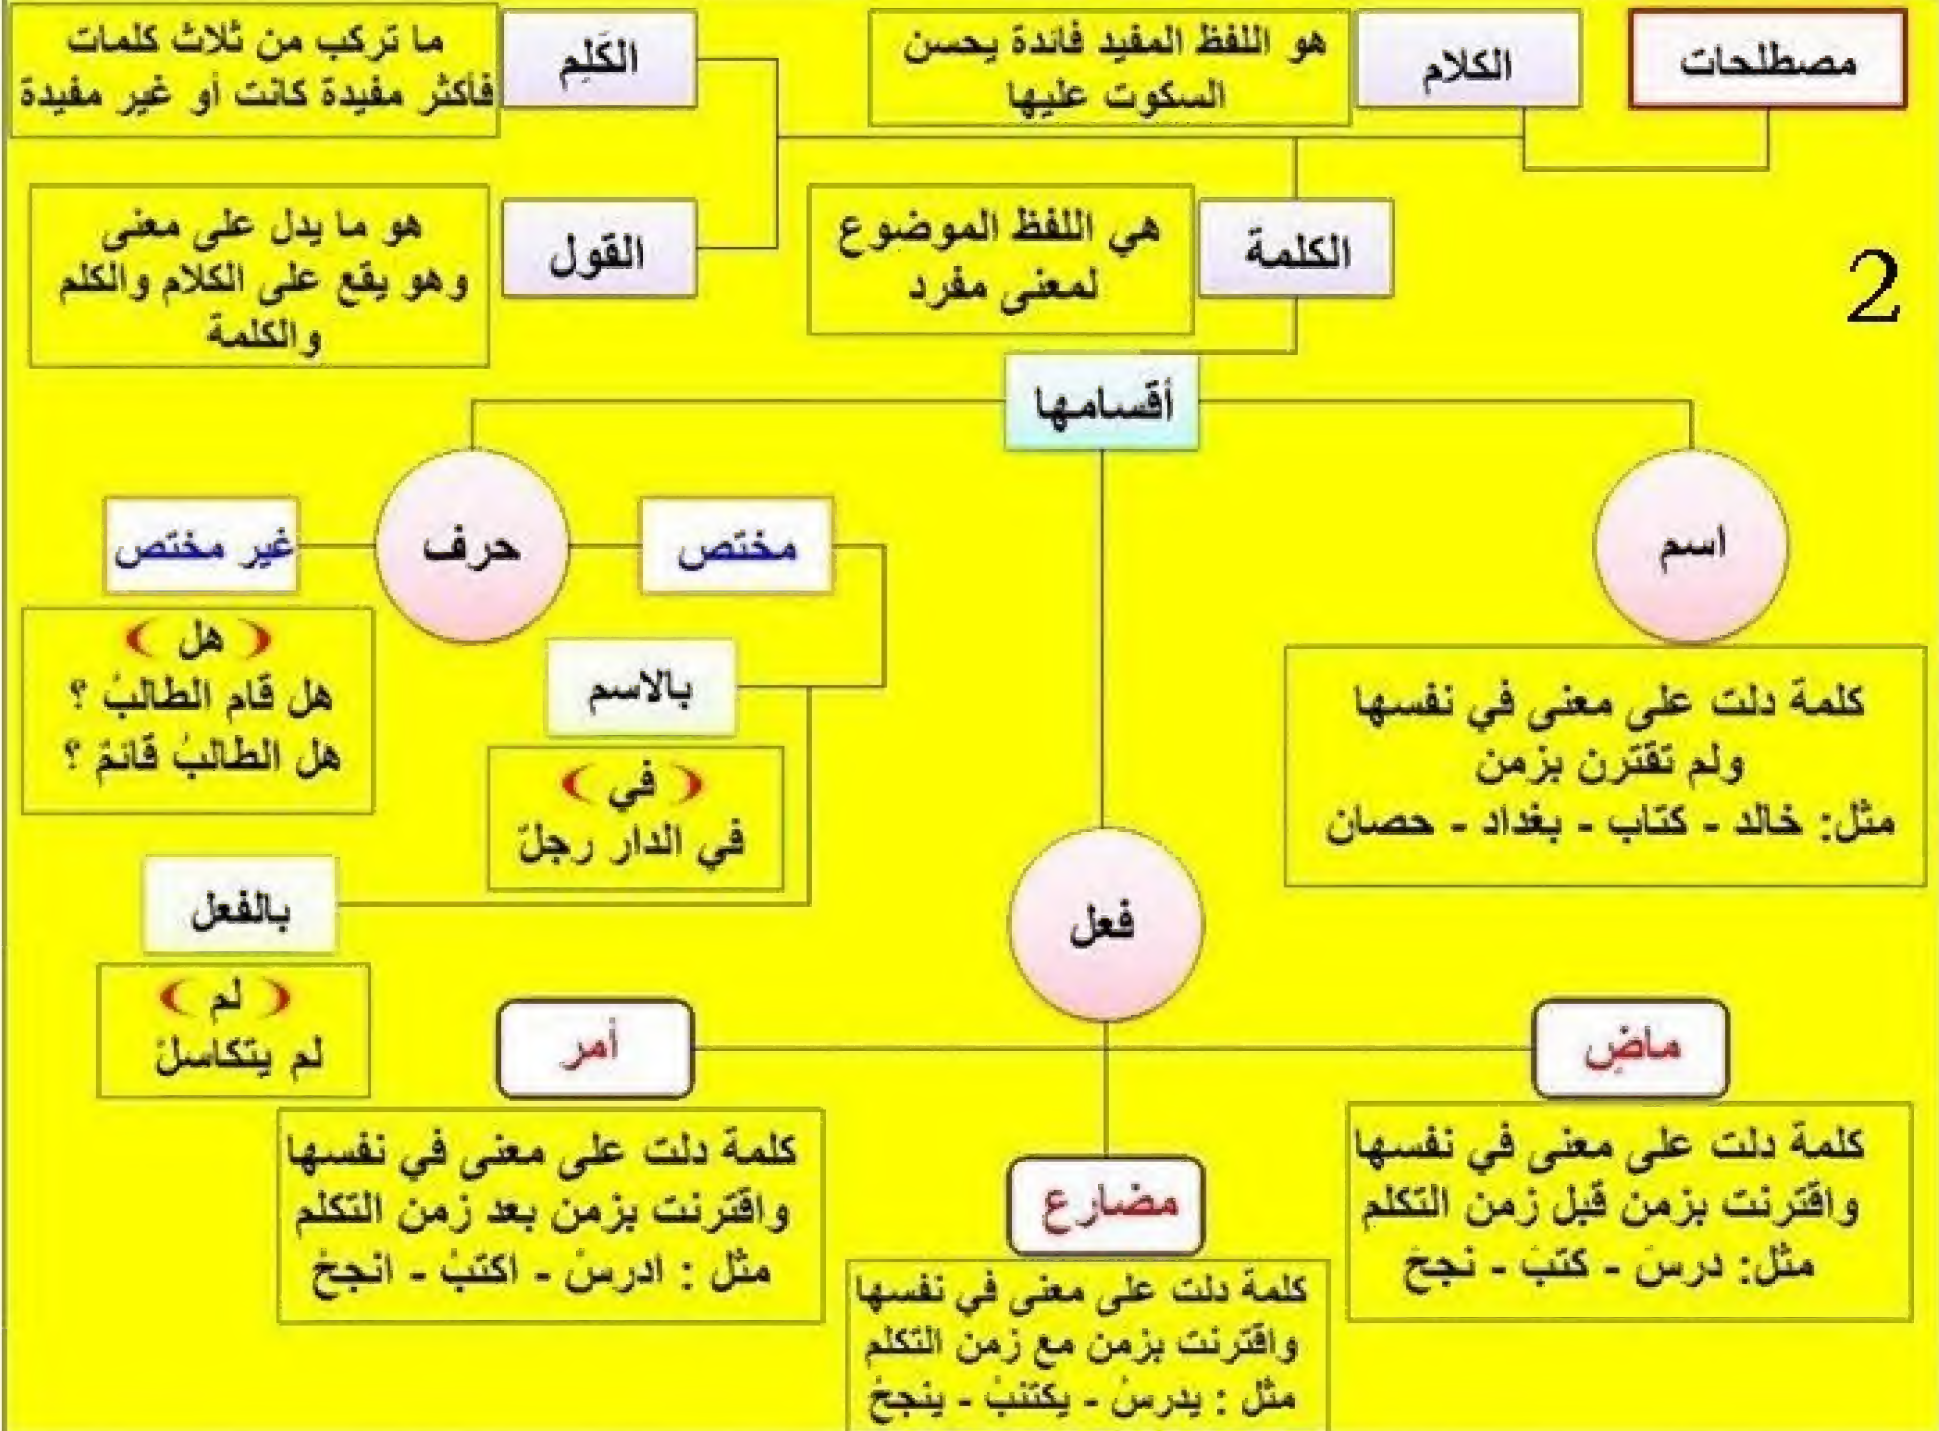 مصطلحات
الكلام
هو اللفظ المفيد فائدة يحسن
السكوت عليها
الكَلِم
ما تركب من ثلاث كلمات
فأكثر مفيدة كانت أو غير مفيدة
الكلمة
هي اللفظ الموضوع
لمعنى مفرد
القول
هو ما يدل على معنى
وهو يقع على الكلام والكلم
والكلمة
2
أقسامها
اسم
كلمة دلت على معنى في نفسها
ولم تقترن بزمن
مثل: خالد - كتاب - بغداد - حصان
حرف
مختص
غير مختص
( هل )
هل قام الطالبُ ؟
هل الطالبُ قائمٌ ؟
بالاسم
( في )
في الدار رجلٌ
بالفعل
( لم )
لم يتكاسلْ
فعل
ماضٍ
كلمة دلت على معنى في نفسها
واقترنت بزمن قبل زمن التكلم
مثل: درسَ - كتبَ - نجحَ
مضارع
كلمة دلت على معنى في نفسها
واقترنت بزمن مع زمن التكلم
مثل : يدرسُ - يكتنبُ - ينجحُ
أمر
كلمة دلت على معنى في نفسها
واقترنت بزمن بعد زمن التكلم
مثل : ادرسْ - اكتبْ - انجحْ